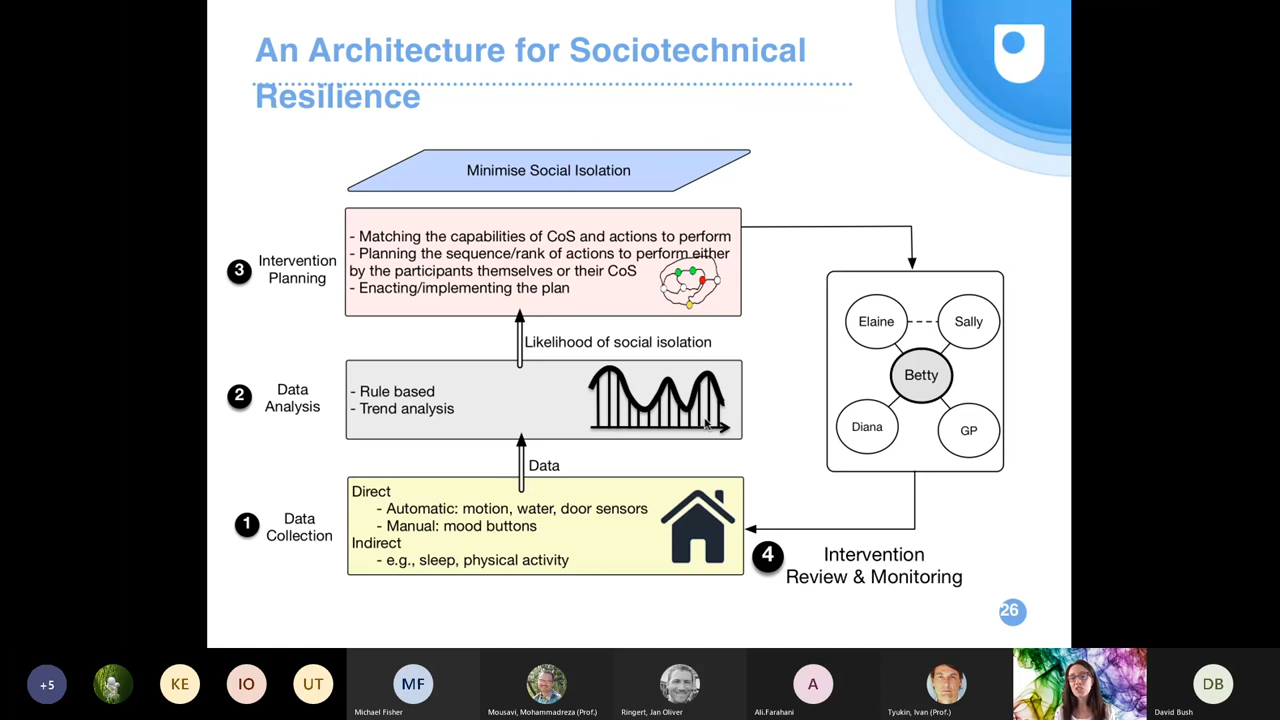 An Architecture for Sociotechnical
Resilience
Minimise Social Isolation
3
Intervention
Planning
- Matching the capabilities of CoS and actions to perform
- Planning the sequence/rank of actions to perform either
by the participants themselves or their CoS
- Enacting/implementing the plan
Likelihood of social isolation
2
Data
Analysis
- Rule based
- Trend analysis
Data
1
Data
Collection
Direct
- Automatic: motion, water, door sensors
- Manual: mood buttons
Indirect
- e.g., sleep, physical activity
Elaine
Sally
Betty
Diana
GP
4
Intervention
Review & Monitoring
26
+5
KE
IO
UT
MF
Michael Fisher
Mousavi, Mohammadreza (Prof.)
Ringert, Jan Oliver
A
Ali.Farahani
Tyukin, Ivan (Prof.)
DB
David Bush